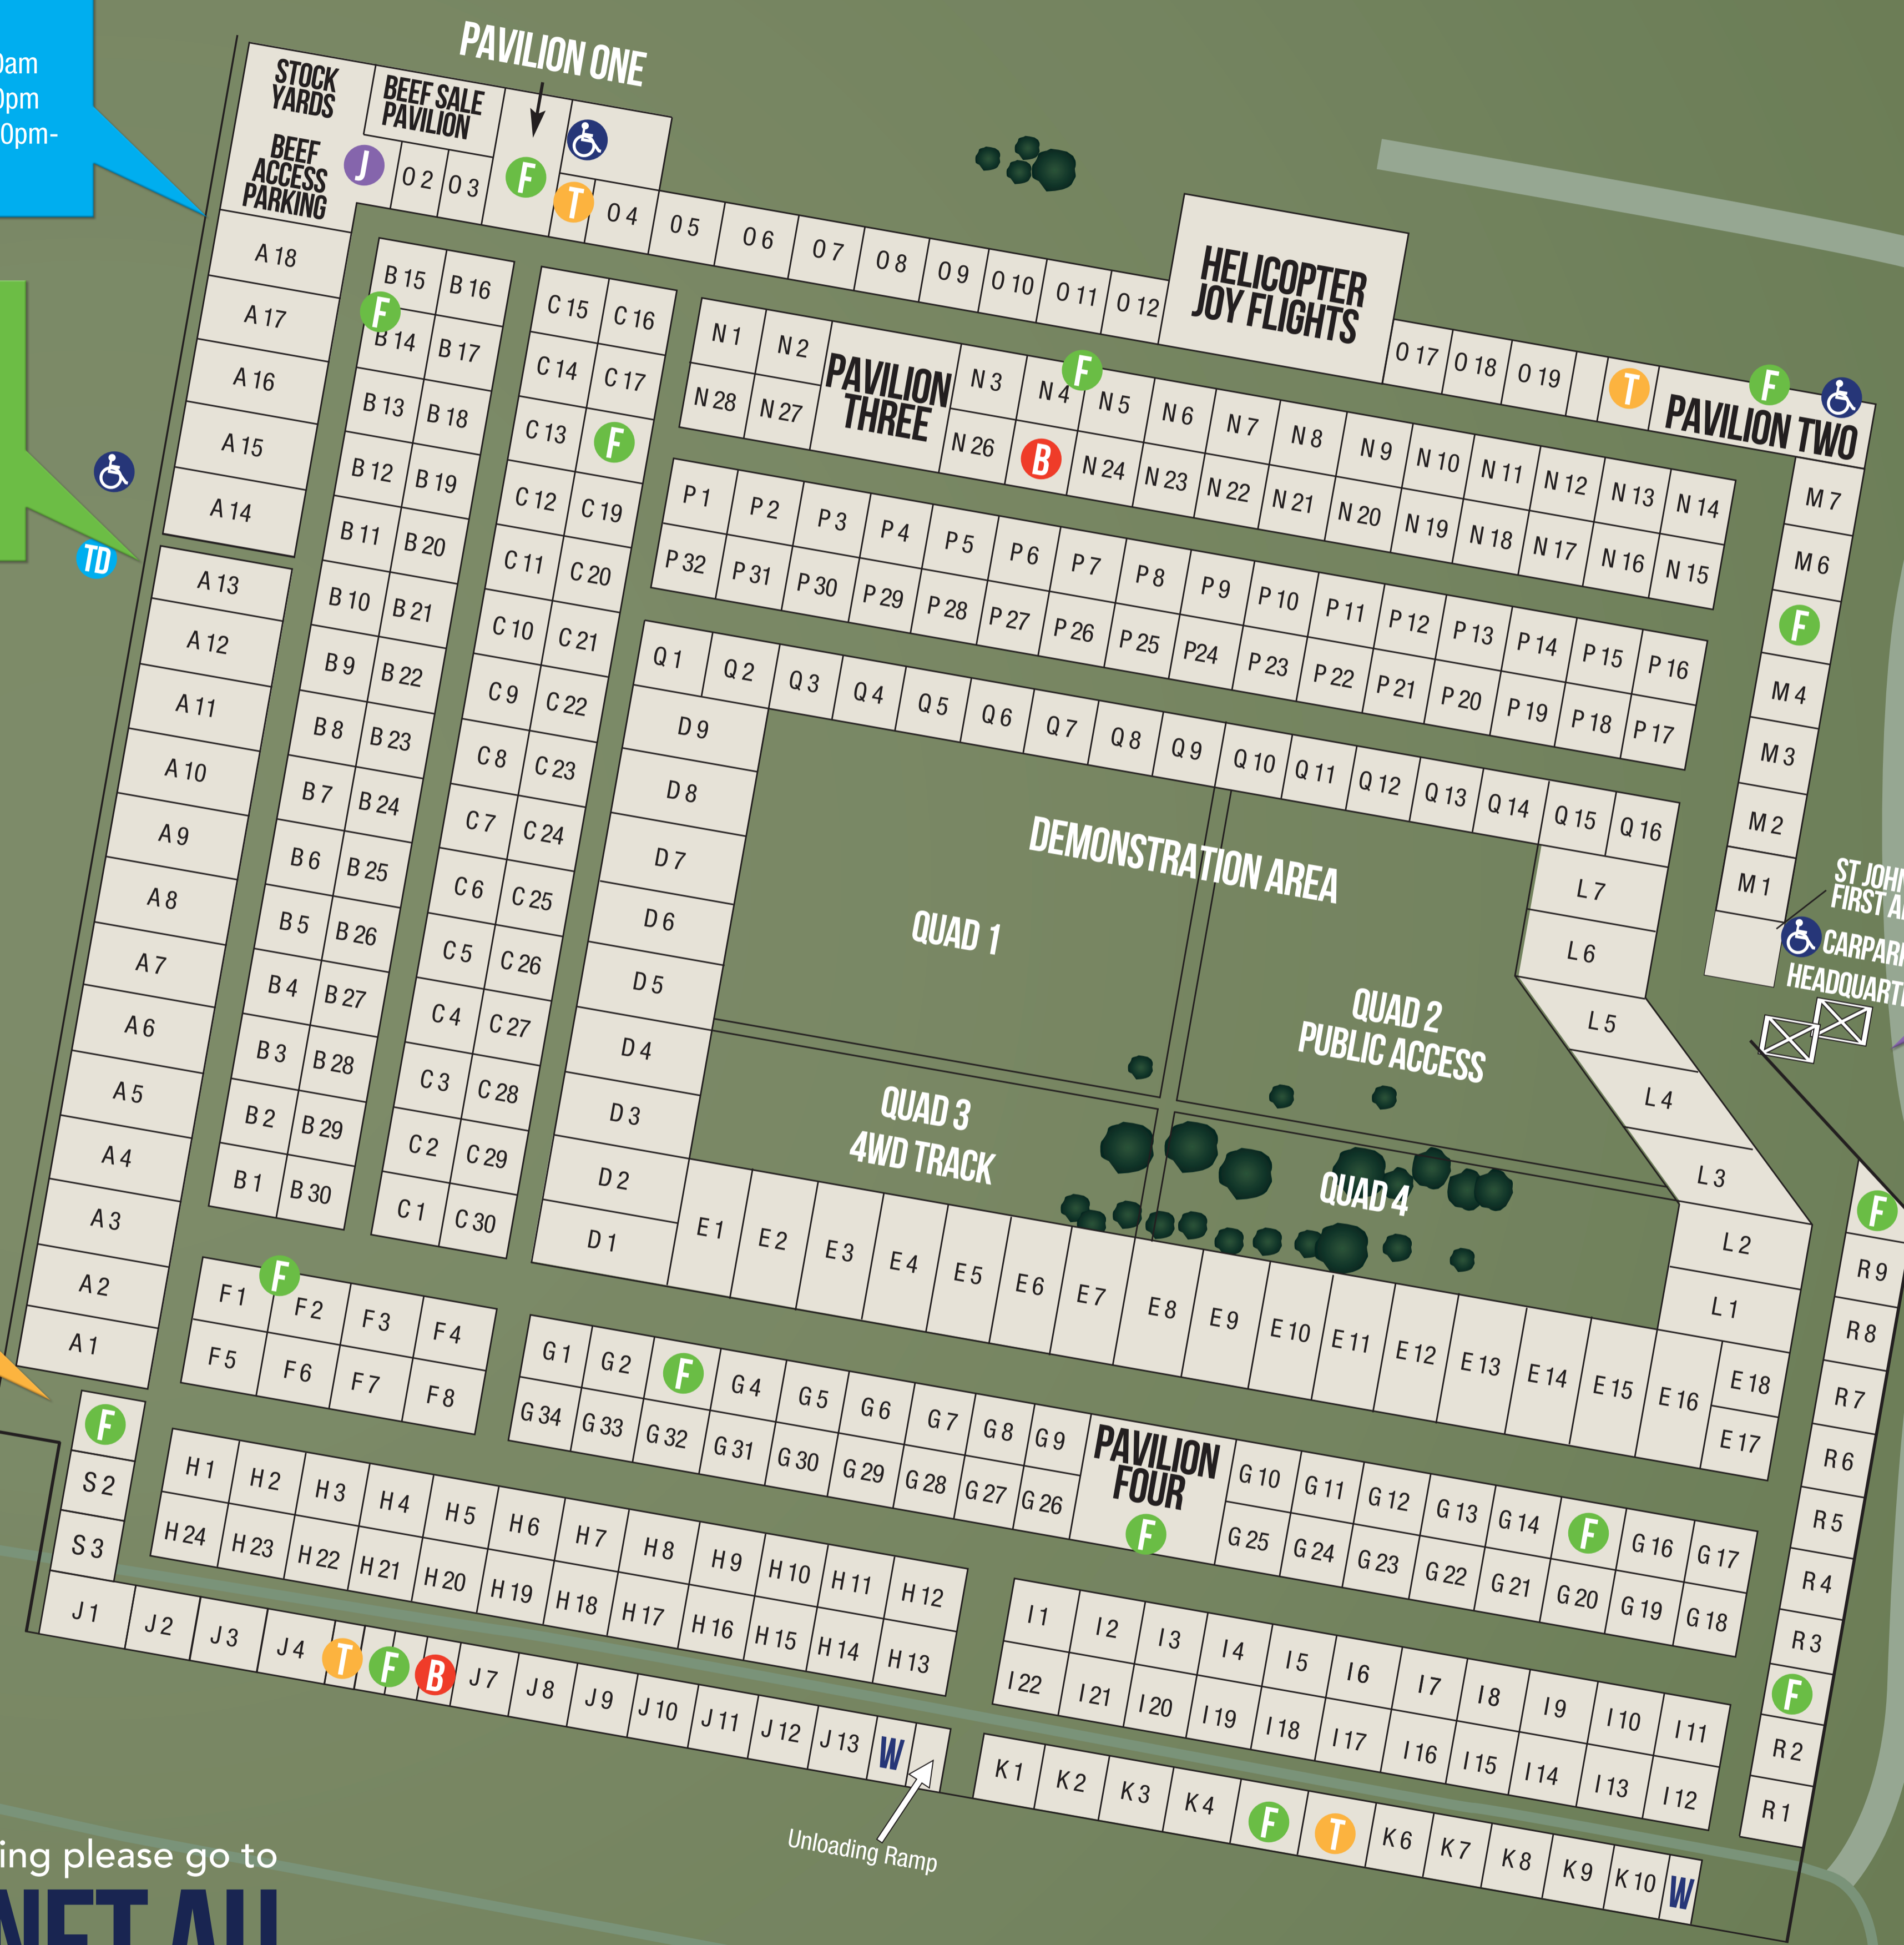 0am
0pm
0pm-
PAVILION ONE
STOCK
YARDS
BEEF SALE
PAVILION
BEEF
ACCESS
PARKING
J
O 2
O 3
F
T
O 4
O 5
O 6
O 7
O 8
O 9
O 10
O 11
O 12
HELICOPTER
JOY FLIGHTS
O 17
O 18
O 19
T
F
PAVILION TWO
A 18
A 17
A 16
A 15
A 14
TD
A 13
A 12
A 11
A 10
A 9
A 8
A 7
A 6
A 5
A 4
A 3
A 2
A 1
B 15 B 16
F
B 14 B 17
B 13 B 18
B 12 B 19
B 11 B 20
B 10 B 21
B 9 B 22
B 8 B 23
B 7 B 24
B 6 B 25
B 5 B 26
B 4 B 27
B 3 B 28
B 2 B 29
B 1 B 30
C 15 C 16
C 14 C 17
C 13 F
C 12 C 19
C 11 C 20
C 10 C 21
C 9 C 22
C 8 C 23
C 7 C 24
C 6 C 25
C 5 C 26
C 4 C 27
C 3 C 28
C 2 C 29
C 1 C 30
N 1 N 2
PAVILION
THREE
N 3 N 4 F N 5 N 6 N 7 N 8 N 9 N 10 N 11 N 12 N 13 N 14
N 28 N 27 N 26 B N 24 N 23 N 22 N 21 N 20 N 19 N 18 N 17 N 16 N 15
P 1 P 2 P 3 P 4 P 5 P 6 P 7 P 8 P 9 P 10 P 11 P 12 P 13 P 14 P 15 P 16
P 32 P 31 P 30 P 29 P 28 P 27 P 26 P 25 P24 P 23 P 22 P 21 P 20 P 19 P 18 P 17
Q 1 Q 2 Q 3 Q 4 Q 5 Q 6 Q 7 Q 8 Q 9 Q 10 Q 11 Q 12 Q 13 Q 14 Q 15 Q 16
M 7
M 6
F
M 4
M 3
M 2
M 1
D 9
D 8
D 7
D 6
D 5
D 4
D 3
D 2
D 1
DEMONSTRATION AREA
QUAD 1
QUAD 2
PUBLIC ACCESS
QUAD 3
4WD TRACK
QUAD 4
L 7
L 6
L 5
L 4
L 3
L 2
L 1
ST JOHN
FIRST A
CARPAR
HEADQUART
E 1 E 2 E 3 E 4 E 5 E 6 E 7 E 8 E 9 E 10 E 11 E 12 E 13 E 14 E 15 E 16
E 18
E 17
F
R 9
R 8
R 7
R 6
R 5
R 4
R 3
F
R 2
R 1
F
F 1 F 2 F 3 F 4
F 5 F 6 F 7 F 8
G 1 G 2 F G 4 G 5 G 6 G 7 G 8 G 9
PAVILION
FOUR
F
G 10 G 11 G 12 G 13 G 14 F G 16 G 17
G 34 G 33 G 32 G 31 G 30 G 29 G 28 G 27 G 26
G 25 G 24 G 23 G 22 G 21 G 20 G 19 G 18
F
S 2
S 3
H 1 H 2 H 3 H 4 H 5 H 6 H 7 H 8 H 9 H 10 H 11 H 12
H 24 H 23 H 22 H 21 H 20 H 19 H 18 H 17 H 16 H 15 H 14 H 13
I 1 I 2 I 3 I 4 I 5 I 6 I 7 I 8 I 9 I 10 I 11
I 22 I 21 I 20 I 19 I 18 I 17 I 16 I 15 I 14 I 13 I 12
J 1 J 2 J 3 J 4 T F B J 7 J 8 J 9 J 10 J 11 J 12 J 13 W
K 1 K 2 K 3 K 4 F T K 6 K 7 K 8 K 9 K 10 W
Unloading Ramp
ing please go to
NET.AU